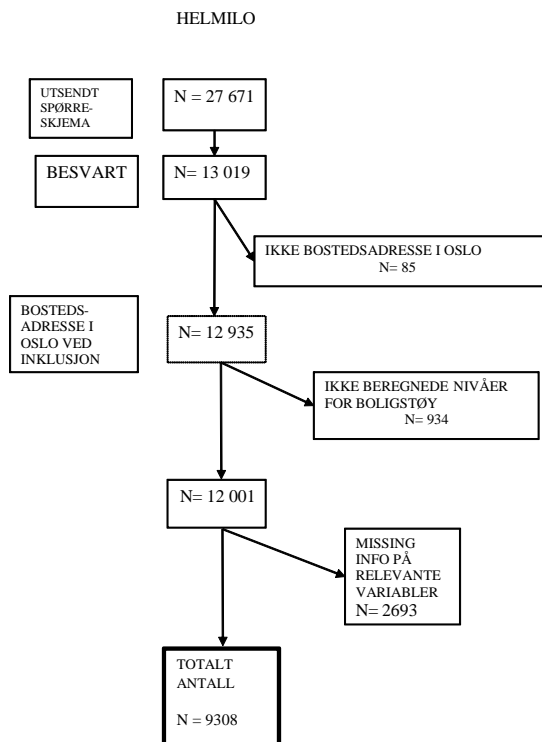 HELMILO
UTSENDT
SPØRRE-
SKJEMA
N = 27 671
BESVART
N= 13 019
IKKE BOSTEDSADRESSE I OSLO
N= 85
BOSTEDS-
ADRESSE I
OSLO VED
INKLUSJON
N= 12 935
IKKE BEREGNEDE NIVÅER
FOR BOLIGSTØY
N= 934
N= 12 001
MISSING
INFO PÅ
RELEVANTE
VARIABLER
N= 2693
TOTALT
ANTALL
N = 9308